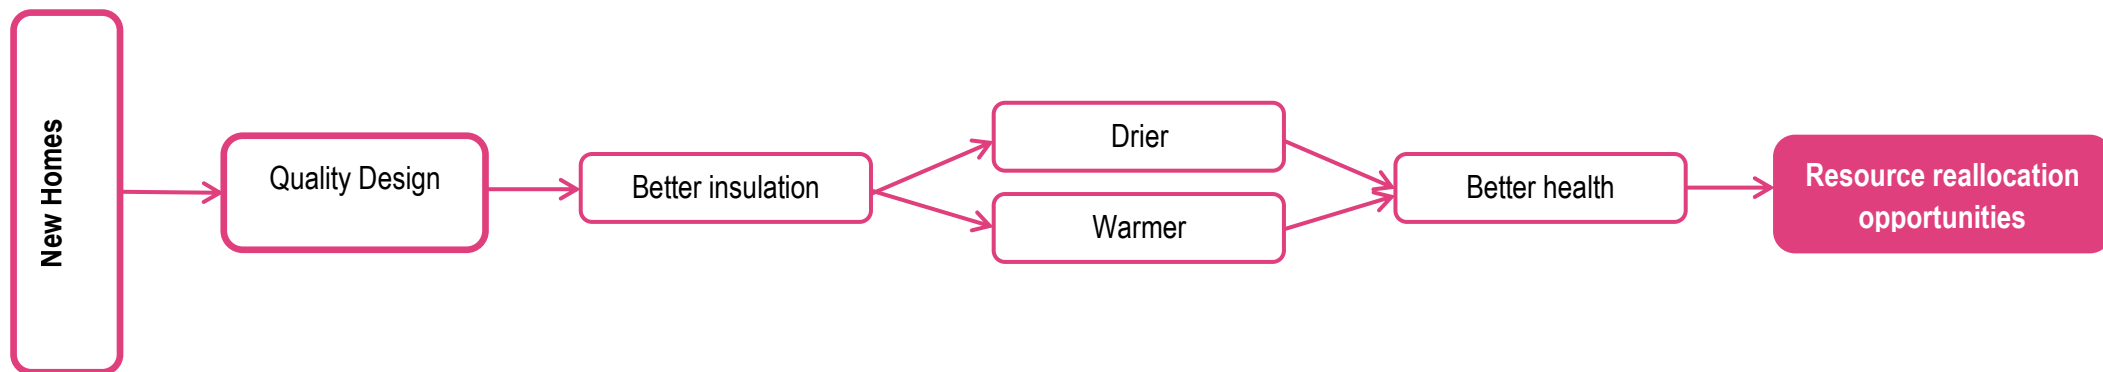 New Homes
Quality Design
Better insulation
Drier
Warmer
Better health
Resource reallocation
opportunities